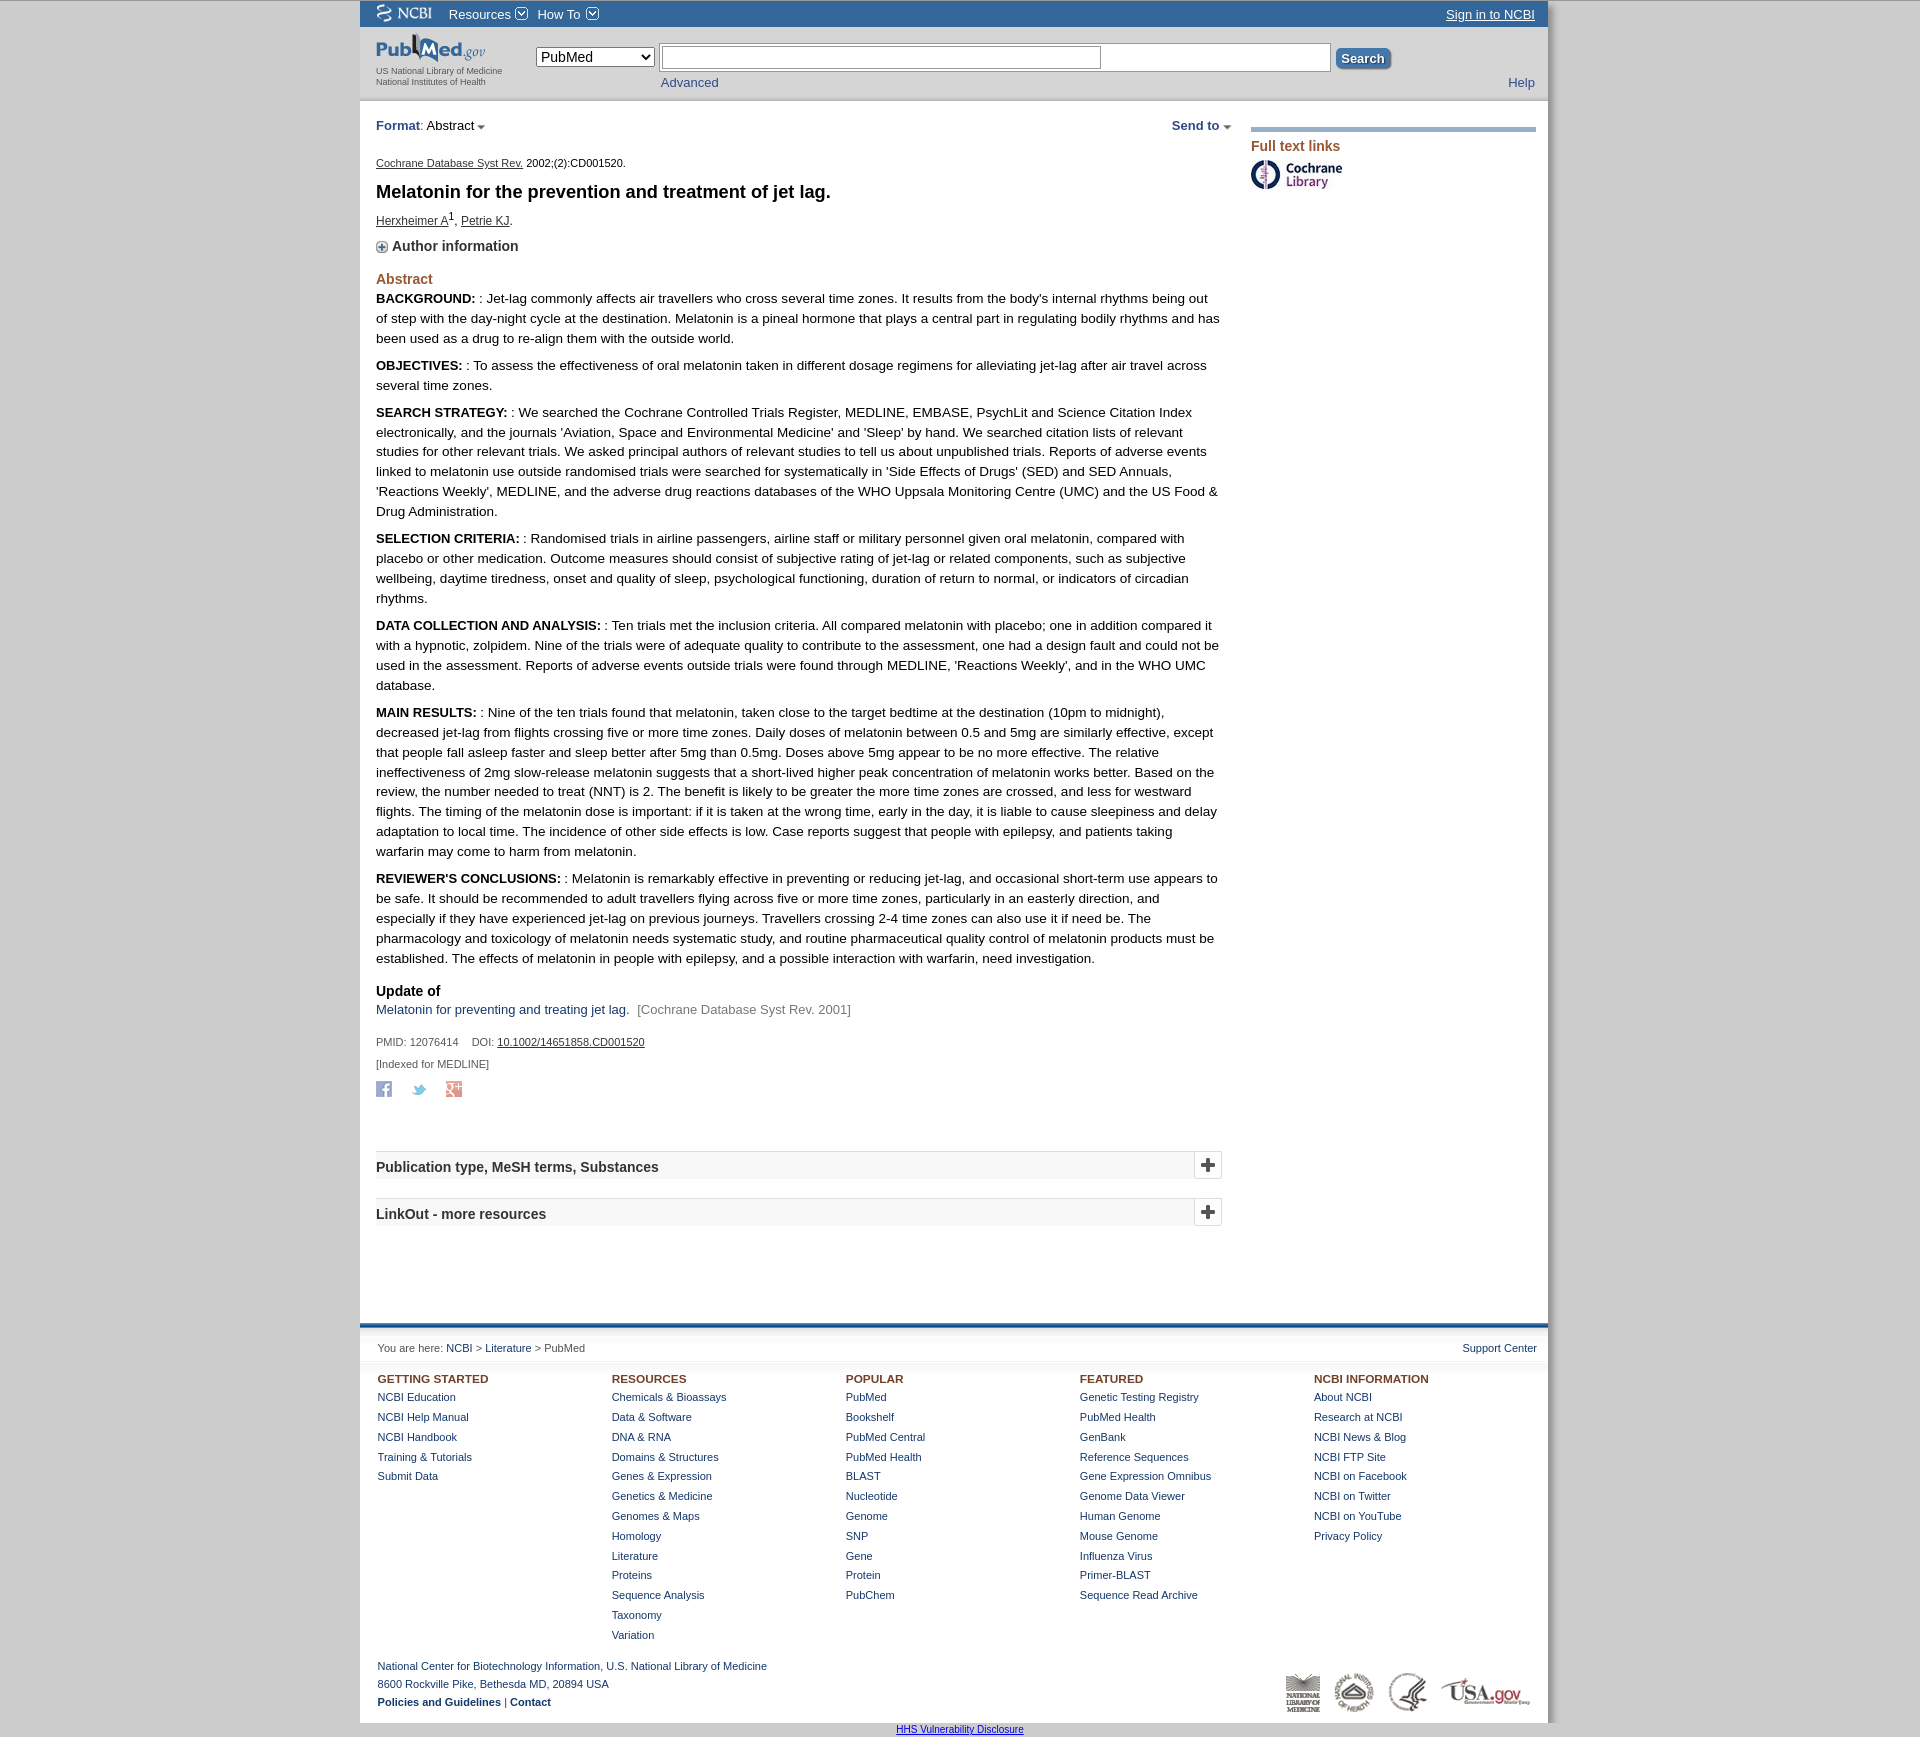 NCBI Resources How To Sign in to NCBI
PubMed.gov
US National Library of Medicine
National Institutes of Health
PubMed
Search
Advanced Help
Format: Abstract Send to
Full text links
Cochrane Library
Cochrane Database Syst Rev. 2002;(2):CD001520.
Melatonin for the prevention and treatment of jet lag.
Herxheimer A1, Petrie KJ.
Author information
Abstract
BACKGROUND: : Jet-lag commonly affects air travellers who cross several time zones. It results from the body's internal rhythms being out
of step with the day-night cycle at the destination. Melatonin is a pineal hormone that plays a central part in regulating bodily rhythms and has
been used as a drug to re-align them with the outside world.
OBJECTIVES: : To assess the effectiveness of oral melatonin taken in different dosage regimens for alleviating jet-lag after air travel across
several time zones.
SEARCH STRATEGY: : We searched the Cochrane Controlled Trials Register, MEDLINE, EMBASE, PsychLit and Science Citation Index
electronically, and the journals 'Aviation, Space and Environmental Medicine' and 'Sleep' by hand. We searched citation lists of relevant
studies for other relevant trials. We asked principal authors of relevant studies to tell us about unpublished trials. Reports of adverse events
linked to melatonin use outside randomised trials were searched for systematically in 'Side Effects of Drugs' (SED) and SED Annuals,
'Reactions Weekly', MEDLINE, and the adverse drug reactions databases of the WHO Uppsala Monitoring Centre (UMC) and the US Food &
Drug Administration.
SELECTION CRITERIA: : Randomised trials in airline passengers, airline staff or military personnel given oral melatonin, compared with
placebo or other medication. Outcome measures should consist of subjective rating of jet-lag or related components, such as subjective
wellbeing, daytime tiredness, onset and quality of sleep, psychological functioning, duration of return to normal, or indicators of circadian
rhythms.
DATA COLLECTION AND ANALYSIS: : Ten trials met the inclusion criteria. All compared melatonin with placebo; one in addition compared it
with a hypnotic, zolpidem. Nine of the trials were of adequate quality to contribute to the assessment, one had a design fault and could not be
used in the assessment. Reports of adverse events outside trials were found through MEDLINE, 'Reactions Weekly', and in the WHO UMC
database.
MAIN RESULTS: : Nine of the ten trials found that melatonin, taken close to the target bedtime at the destination (10pm to midnight),
decreased jet-lag from flights crossing five or more time zones. Daily doses of melatonin between 0.5 and 5mg are similarly effective, except
that people fall asleep faster and sleep better after 5mg than 0.5mg. Doses above 5mg appear to be no more effective. The relative
ineffectiveness of 2mg slow-release melatonin suggests that a short-lived higher peak concentration of melatonin works better. Based on the
review, the number needed to treat (NNT) is 2. The benefit is likely to be greater the more time zones are crossed, and less for westward
flights. The timing of the melatonin dose is important: if it is taken at the wrong time, early in the day, it is liable to cause sleepiness and delay
adaptation to local time. The incidence of other side effects is low. Case reports suggest that people with epilepsy, and patients taking
warfarin may come to harm from melatonin.
REVIEWER'S CONCLUSIONS: : Melatonin is remarkably effective in preventing or reducing jet-lag, and occasional short-term use appears to
be safe. It should be recommended to adult travellers flying across five or more time zones, particularly in an easterly direction, and
especially if they have experienced jet-lag on previous journeys. Travellers crossing 2-4 time zones can also use it if need be. The
pharmacology and toxicology of melatonin needs systematic study, and routine pharmaceutical quality control of melatonin products must be
established. The effects of melatonin in people with epilepsy, and a possible interaction with warfarin, need investigation.
Update of
Melatonin for preventing and treating jet lag. [Cochrane Database Syst Rev. 2001]
PMID: 12076414 DOI: 10.1002/14651858.CD001520
[Indexed for MEDLINE]
Publication type, MeSH terms, Substances
LinkOut - more resources
You are here: NCBI > Literature > PubMed Support Center
GETTING STARTED
NCBI Education
NCBI Help Manual
NCBI Handbook
Training & Tutorials
Submit Data
RESOURCES
Chemicals & Bioassays
Data & Software
DNA & RNA
Domains & Structures
Genes & Expression
Genetics & Medicine
Genomes & Maps
Homology
Literature
Proteins
Sequence Analysis
Taxonomy
Variation
POPULAR
PubMed
Bookshelf
PubMed Central
PubMed Health
BLAST
Nucleotide
Genome
SNP
Gene
Protein
PubChem
FEATURED
Genetic Testing Registry
PubMed Health
GenBank
Reference Sequences
Gene Expression Omnibus
Genome Data Viewer
Human Genome
Mouse Genome
Influenza Virus
Primer-BLAST
Sequence Read Archive
NCBI INFORMATION
About NCBI
Research at NCBI
NCBI News & Blog
NCBI FTP Site
NCBI on Facebook
NCBI on Twitter
NCBI on YouTube
Privacy Policy
National Center for Biotechnology Information, U.S. National Library of Medicine
8600 Rockville Pike, Bethesda MD, 20894 USA
Policies and Guidelines | Contact
NATIONAL LIBRARY OF MEDICINE
NATIONAL INSTITUTES OF HEALTH
USA.gov
HHS Vulnerability Disclosure